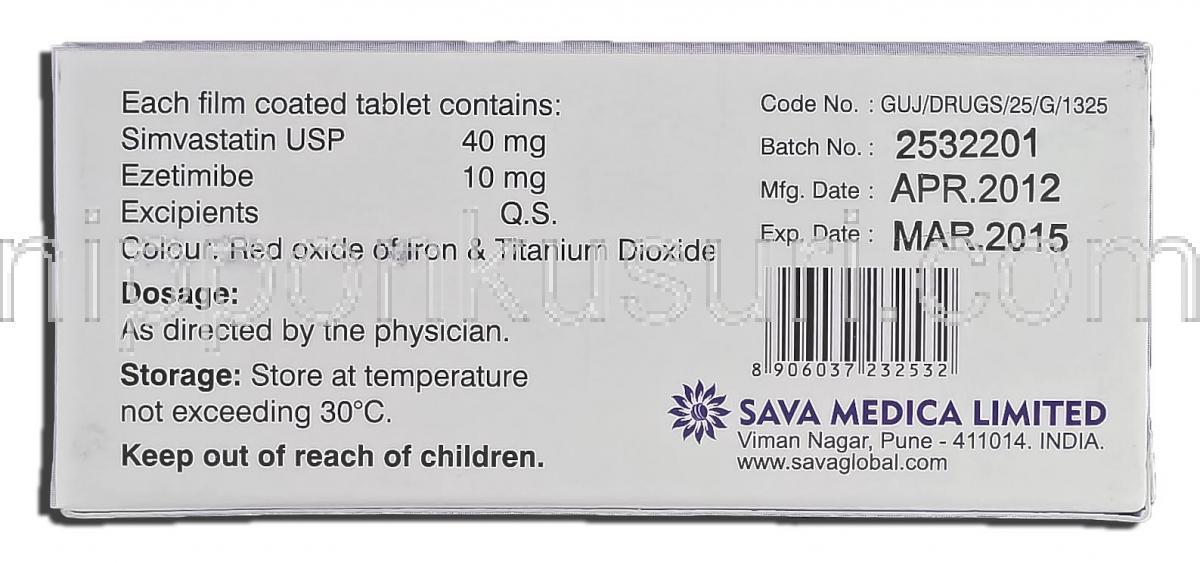 Each film coated tablet contains:
Simvastatin USP 40 mg
Ezetimibe 10 mg
Excipients Q.S.
Colour: Red oxide of iron & Titanium Dioxide
Dosage:
As directed by the physician.
Storage: Store at temperature
not exceeding 30°C.
Keep out of reach of children.
Code No. : GUJ/DRUGS/25/G/1325
Batch No. : 2532201
Mfg. Date : APR.2012
Exp. Date : MAR.2015
8 906037 232532
SAVA MEDICA LIMITED
Viman Nagar, Pune - 411014. INDIA.
www.savaglobal.com
nipponkusuri.com